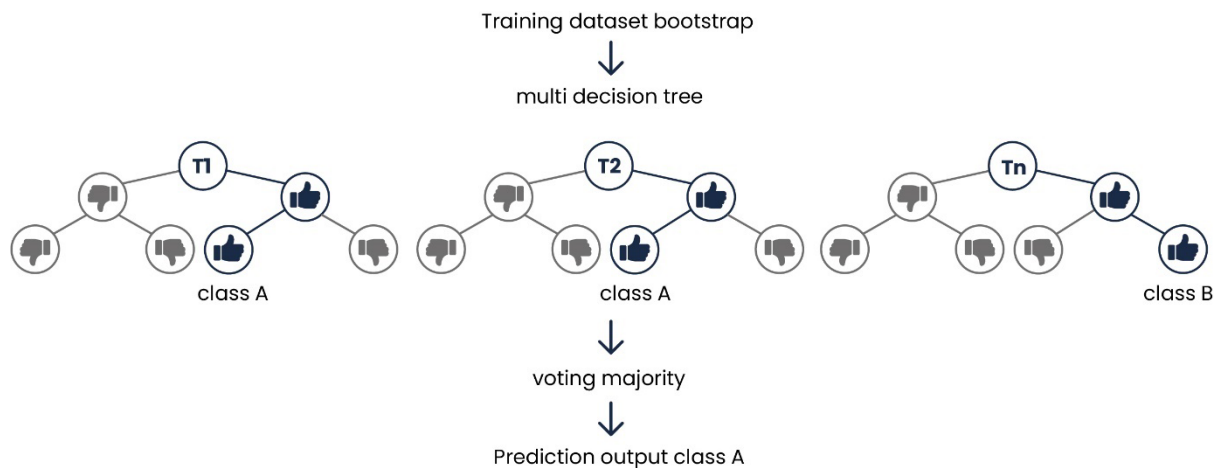 Training dataset bootstrap
multi decision tree
T1
T2
Tn
class A
class A
class B
voting majority
Prediction output class A